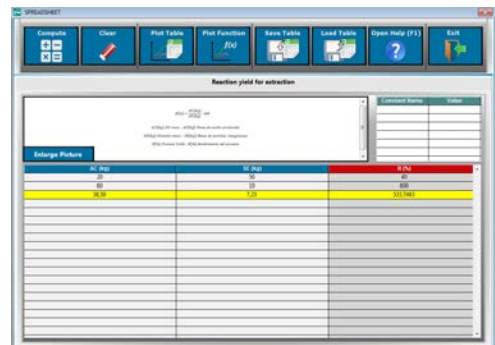 SPREADSHEET
Compute Clear Plot Table Plot Function Save Table Load Table Open Help (F1) Exit
f(x)
Reaction yield for extraction
Constant Name Value
Enlarge Picture
AC (kg) SE (kg) R (%)
20 50 40
60 10 600
38,59 7,23 533,7483